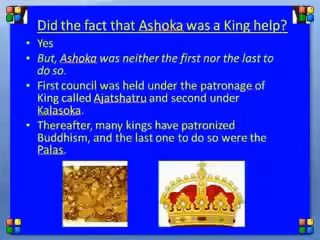 Did the fact that Ashoka was a King help?
• Yes
• But, Ashoka was neither the first nor the last to
do so.
• First council was held under the patronage of
King called Ajatshatru and second under
Kalasoka.
• Thereafter, many kings have patronized
Buddhism, and the last one to do so were the
Palas.